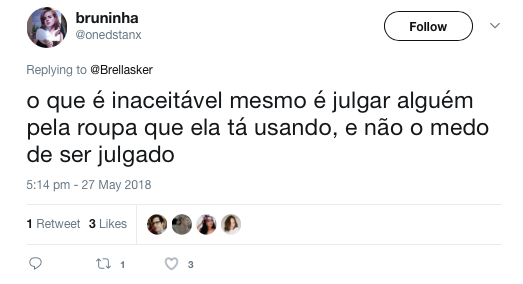 bruninha
@onedstanx
Follow
Replying to @Brellasker
o que é inaceitável mesmo é julgar alguém
pela roupa que ela tá usando, e não o medo
de ser julgado
5:14 pm - 27 May 2018
1 Retweet 3 Likes
1 3